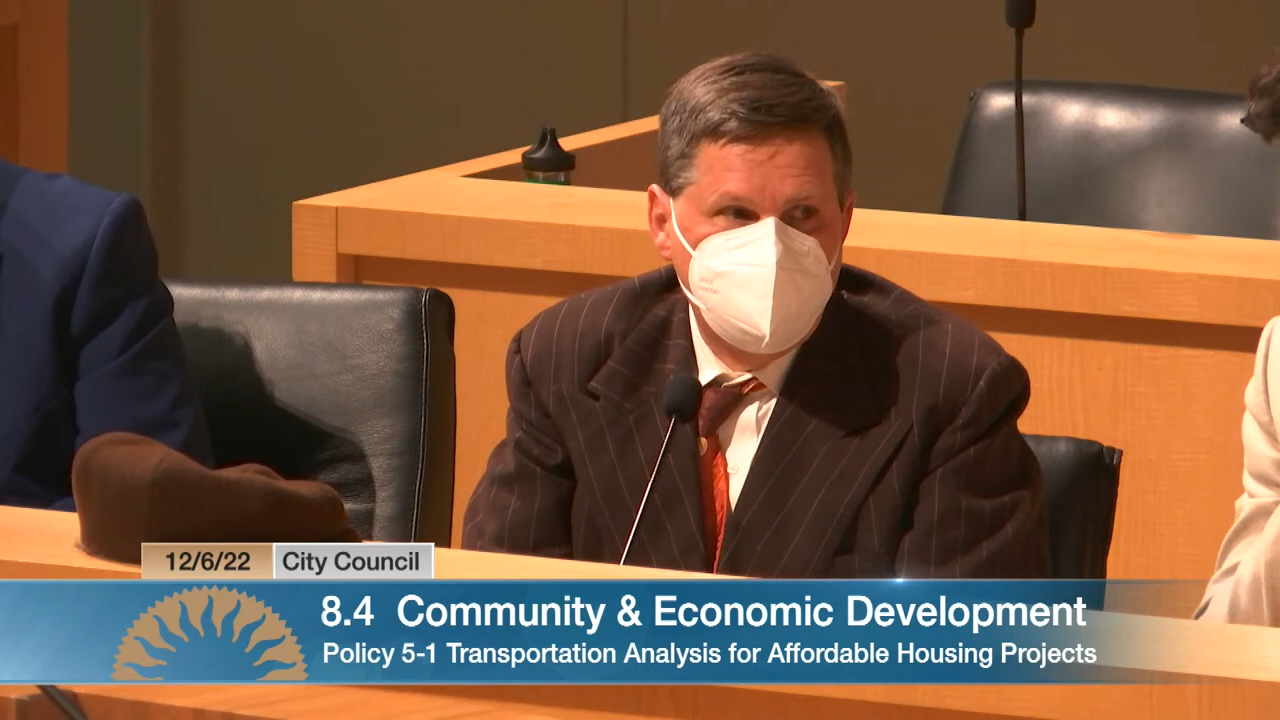 12/6/22 City Council
8.4 Community & Economic Development
Policy 5-1 Transportation Analysis for Affordable Housing Projects